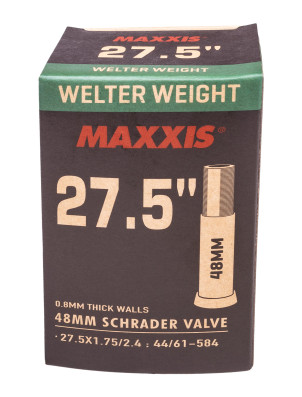 MAXXIS
27.5"
WELTER WEIGHT
MAXXIS®
27.5"
48MM
0.8MM THICK WALLS
48MM SCHRADER VALVE
· 27.5X1.75/2.4 ; 44/61-584